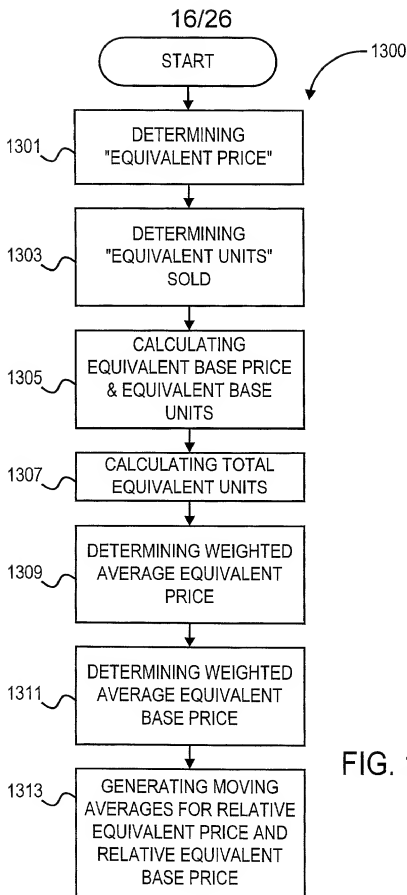 16/26
START
1300
1301
DETERMINING
"EQUIVALENT PRICE"
1303
DETERMINING
"EQUIVALENT UNITS"
SOLD
1305
CALCULATING
EQUIVALENT BASE PRICE
& EQUIVALENT BASE
UNITS
1307
CALCULATING TOTAL
EQUIVALENT UNITS
1309
DETERMINING WEIGHTED
AVERAGE EQUIVALENT
PRICE
1311
DETERMINING WEIGHTED
AVERAGE EQUIVALENT
BASE PRICE
1313
GENERATING MOVING
AVERAGES FOR RELATIVE
EQUIVALENT PRICE AND
RELATIVE EQUIVALENT
BASE PRICE
FIG.